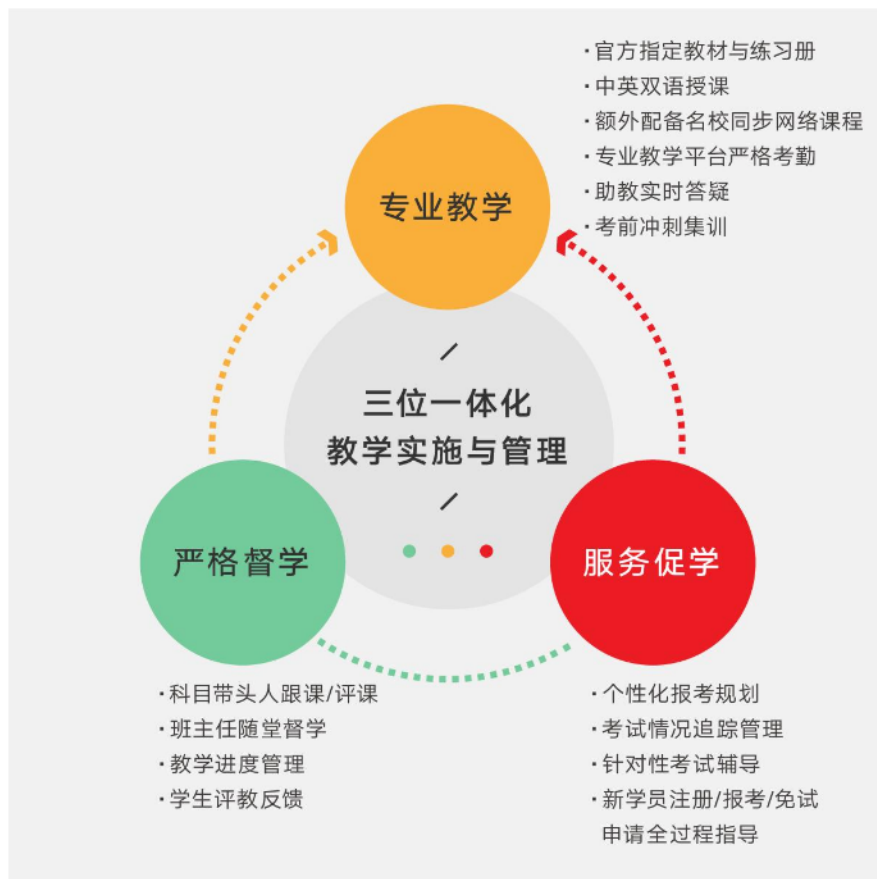 ·官方指定教材与练习册
·中英双语授课
·额外配备名校同步网络课程
·专业教学平台严格考勤
·助教实时答疑
·考前冲刺集训
专业教学
三位一体化
教学实施与管理
严格督学
服务促学
·科目带头人跟课/评课
·班主任随堂督学
·教学进度管理
·学生评教反馈
·个性化报考规划
·考试情况追踪管理
·针对性考试辅导
·新学员注册/报考/免试
申请全过程指导